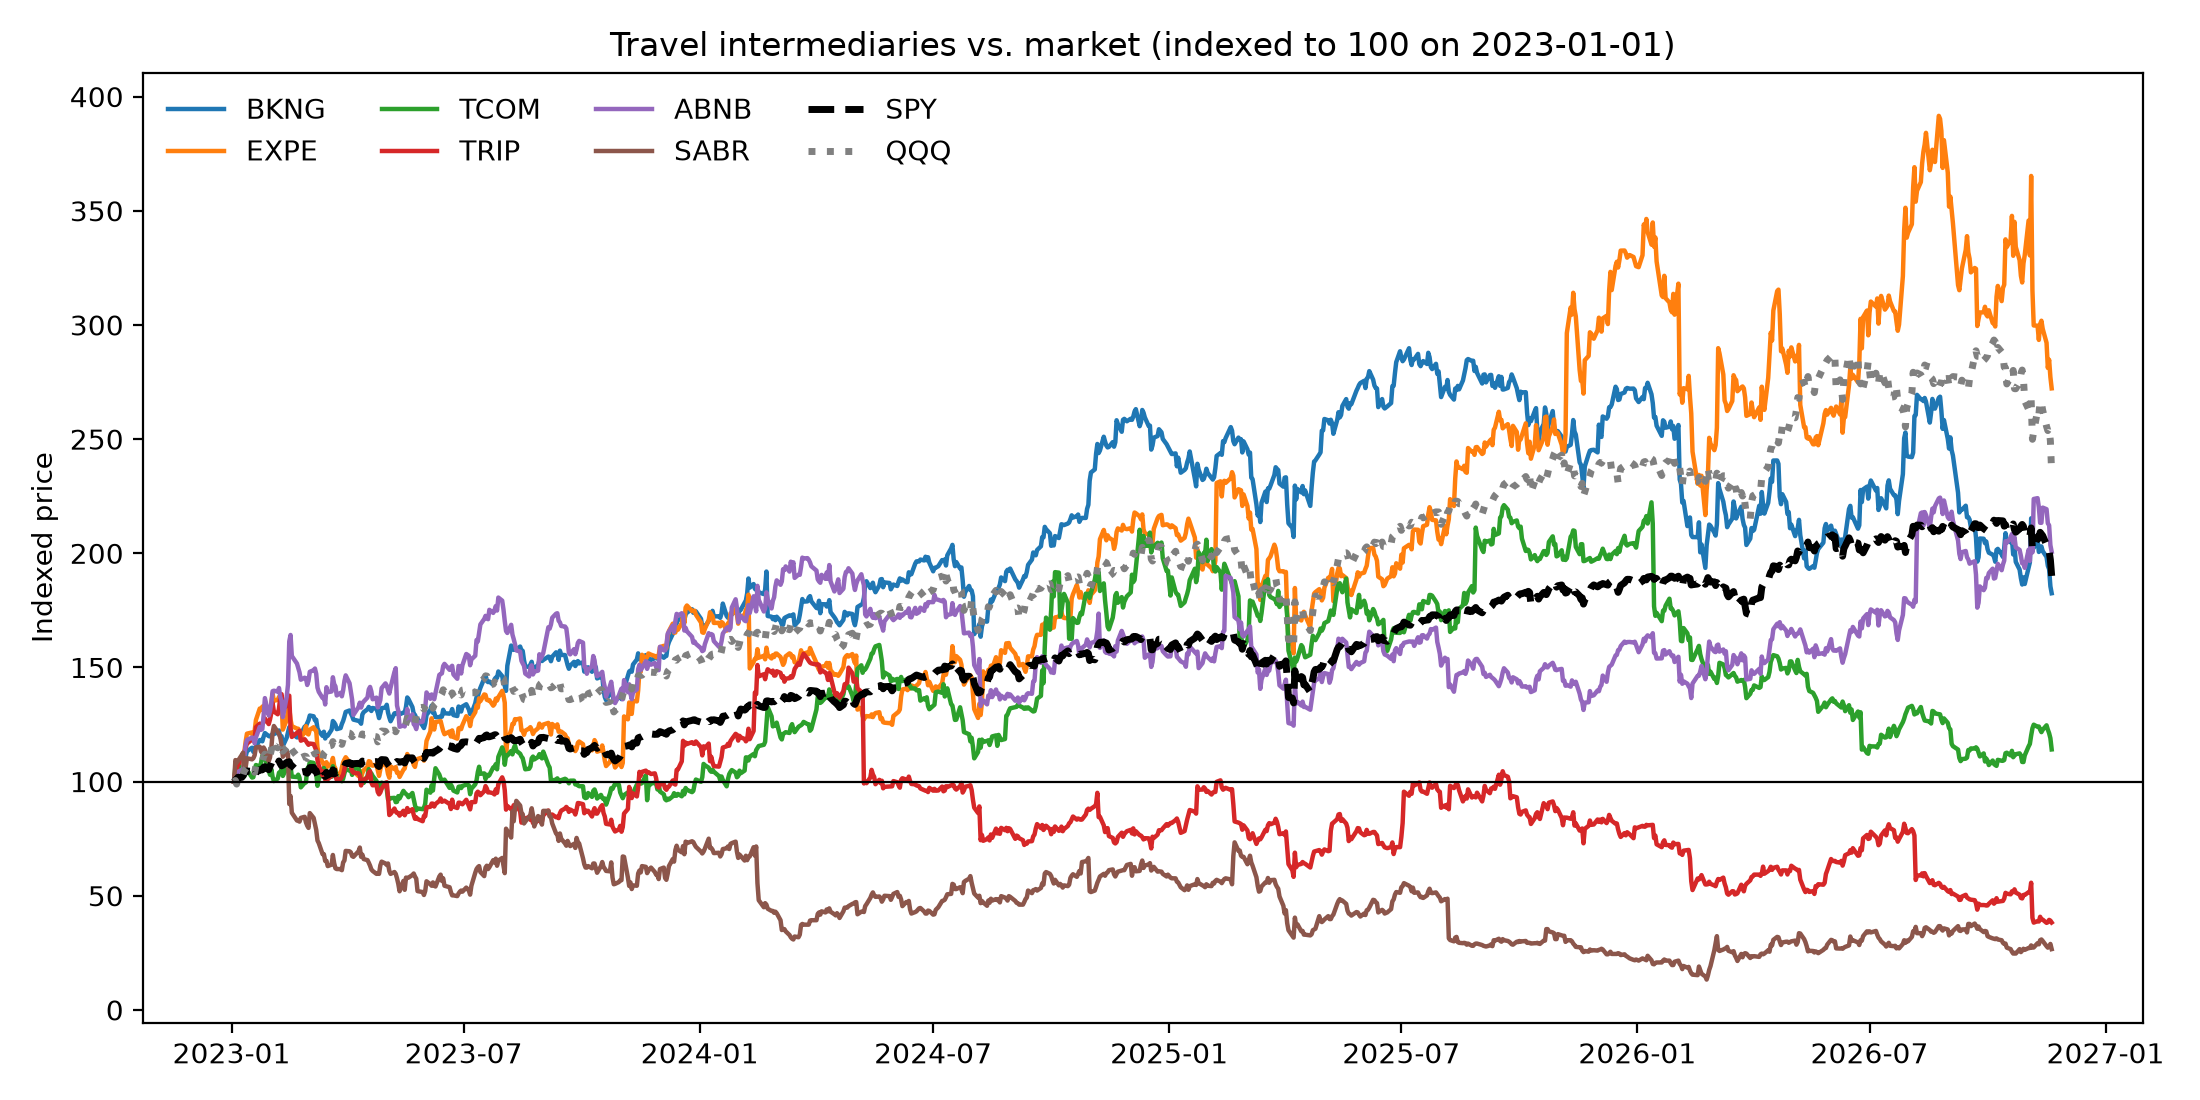 Travel intermediaries vs. market (indexed to 100 on 2023-01-01)
BKNG
EXPE
TCOM
TRIP
ABNB
SABR
SPY
QQQ
Indexed price
400
350
300
250
200
150
100
50
0
2023-01
2023-07
2024-01
2024-07
2025-01
2025-07
2026-01
2026-07
2027-01